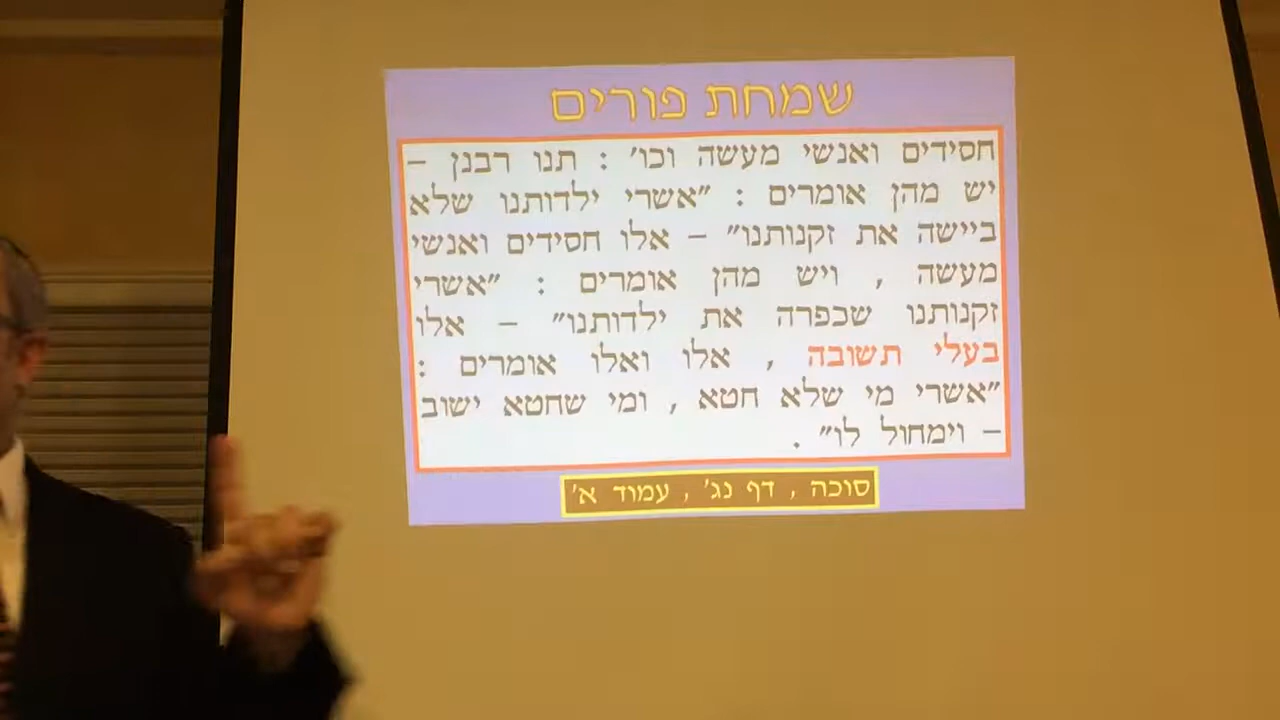 שמחת פורים
חסידים ואנשי מעשה וכו' : תנו רבנן –
יש מהן אומרים : "אשרי ילדותנו שלא
ביישה את זקנותנו" – אלו חסידים ואנשי
מעשה , ויש מהן אומרים : "אשרי
זקנותנו שכפרה את ילדותנו" – אלו
בעלי תשובה , אלו ואלו אומרים :
"אשרי מי שלא חטא , ומי שחטא ישוב
– וימחול לו" .
סוכה , דף נג' , עמוד א'